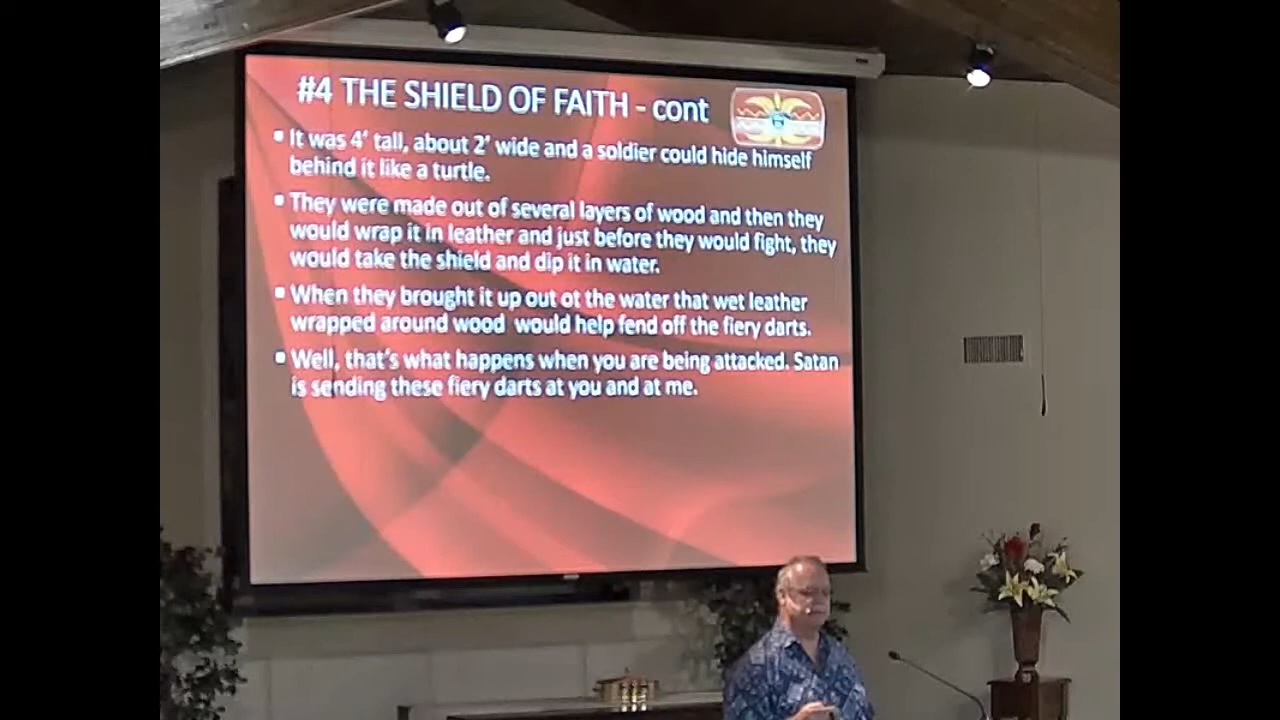 #4 THE SHIELD OF FAITH - cont
▪ It was 4' tall, about 2' wide and a soldier could hide himself
behind it like a turtle.
▪ They were made out of several layers of wood and then they
would wrap it in leather and just before they would fight, they
would take the shield and dip it in water.
▪ When they brought it up out of the water that wet leather
wrapped around wood would help fend off the fiery darts.
▪ Well, that's what happens when you are being attacked. Satan
is sending these fiery darts at you and at me.